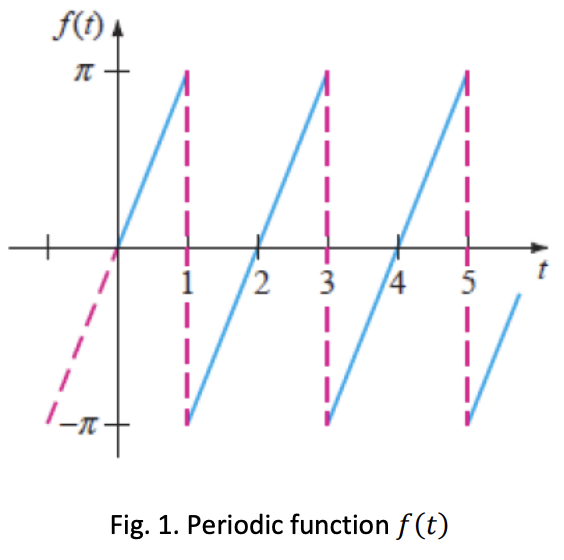 f(t)
π
1 2 3 4 5 t
−π
Fig. 1. Periodic function f(t)